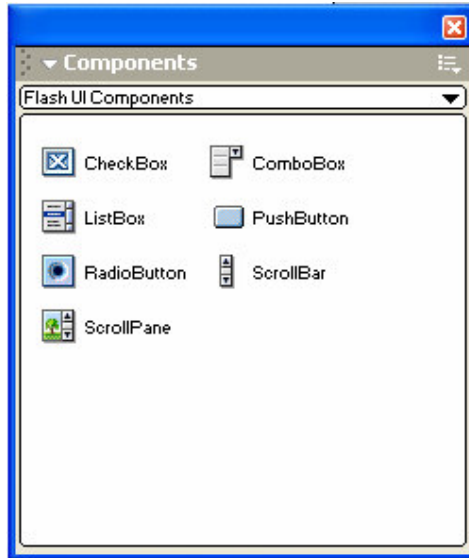 Components
Flash UI Components
CheckBox ComboBox
ListBox PushButton
RadioButton ScrollBar
ScrollPane